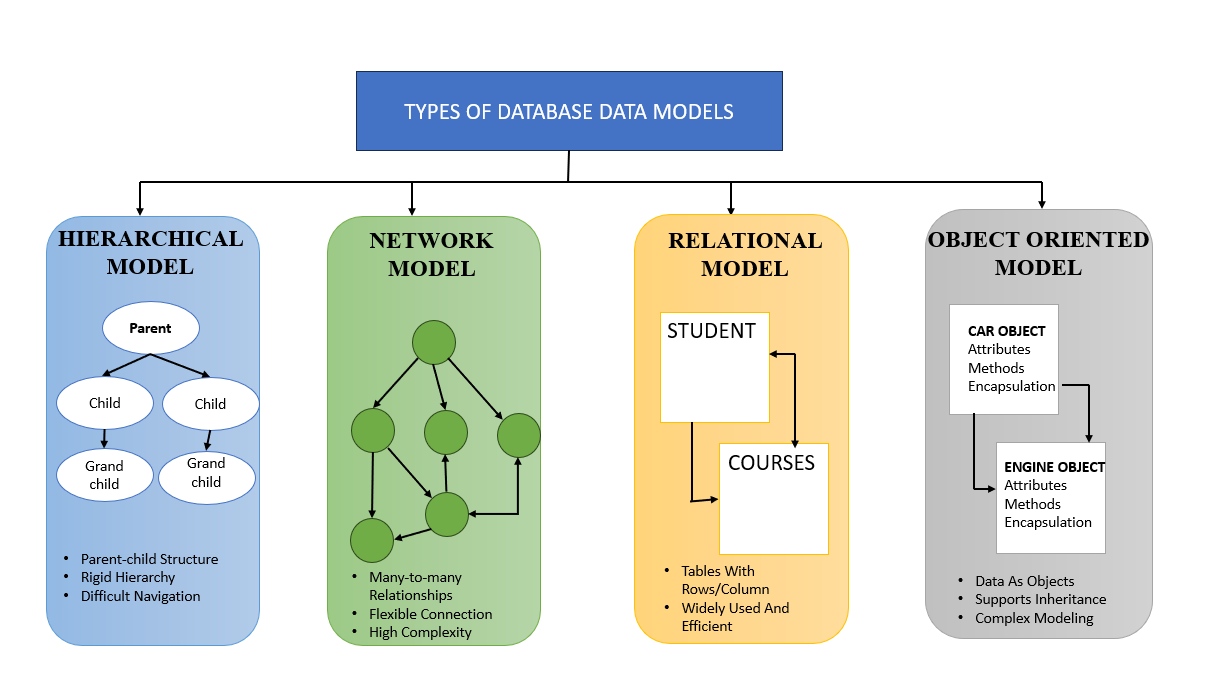 TYPES OF DATABASE DATA MODELS
HIERARCHICAL
MODEL
Parent
Child
Child
Grand
child
Grand
child
• Parent-child Structure
• Rigid Hierarchy
• Difficult Navigation
NETWORK
MODEL
• Many-to-many
Relationships
• Flexible Connection
• High Complexity
RELATIONAL
MODEL
STUDENT
COURSES
• Tables With
Rows/Column
• Widely Used And
Efficient
OBJECT ORIENTED
MODEL
CAR OBJECT
Attributes
Methods
Encapsulation
ENGINE OBJECT
Attributes
Methods
Encapsulation
• Data As Objects
• Supports Inheritance
• Complex Modeling